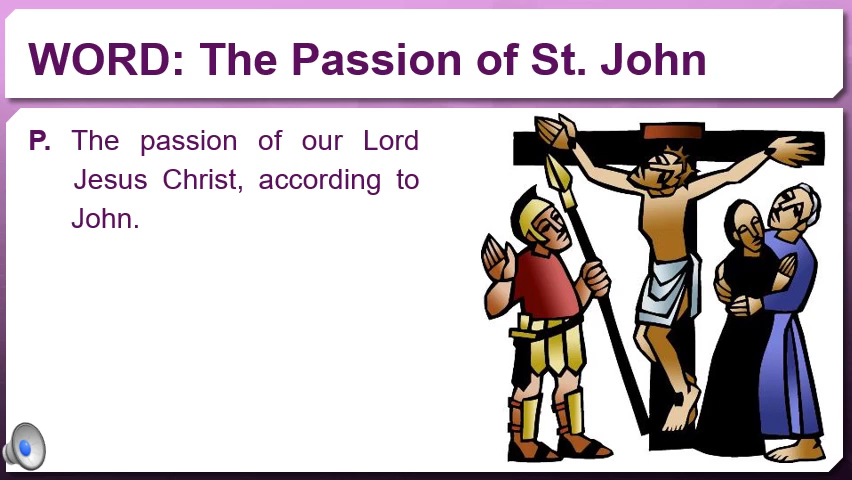 WORD: The Passion of St. John
P. The passion of our Lord
Jesus Christ, according to
John.